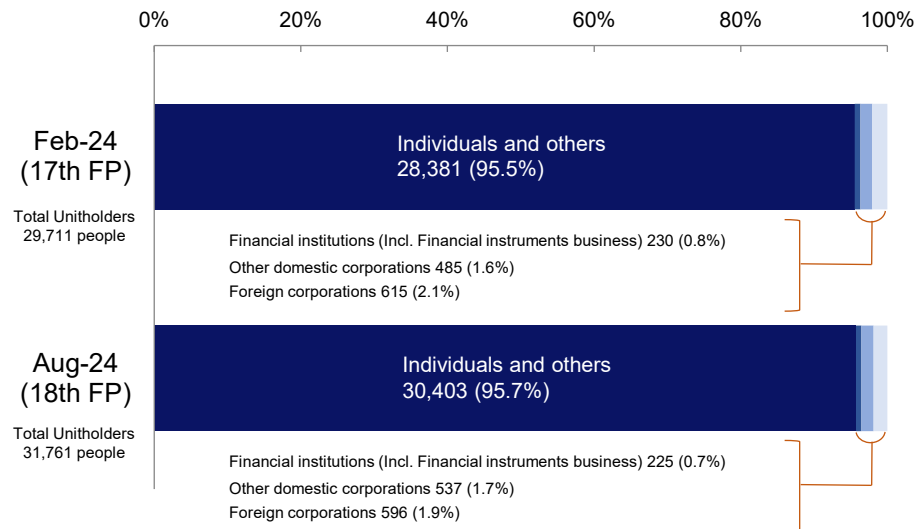 0% 20% 40% 60% 80% 100%
Feb-24
(17th FP)
Total Unitholders
29,711 people
Individuals and others
28,381 (95.5%)
Financial institutions (Incl. Financial instruments business) 230 (0.8%)
Other domestic corporations 485 (1.6%)
Foreign corporations 615 (2.1%)
Aug-24
(18th FP)
Total Unitholders
31,761 people
Individuals and others
30,403 (95.7%)
Financial institutions (Incl. Financial instruments business) 225 (0.7%)
Other domestic corporations 537 (1.7%)
Foreign corporations 596 (1.9%)